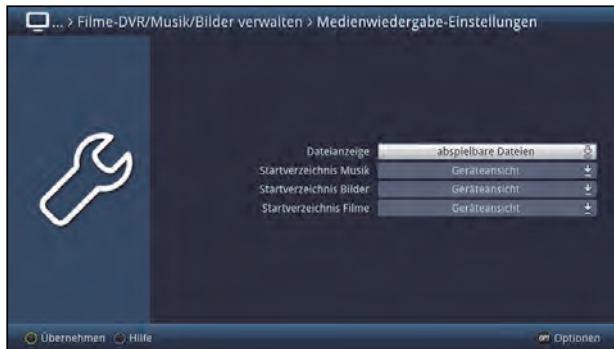 ... > Filme-DVR/Musik/Bilder verwalten > Medienwiedergabe-Einstellungen
Dateianzeige abspielbare Dateien
Startverzeichnis Musik Geräteansicht
Startverzeichnis Bilder Geräteansicht
Startverzeichnis Filme Geräteansicht
Übernehmen Hilfe OPT Optionen